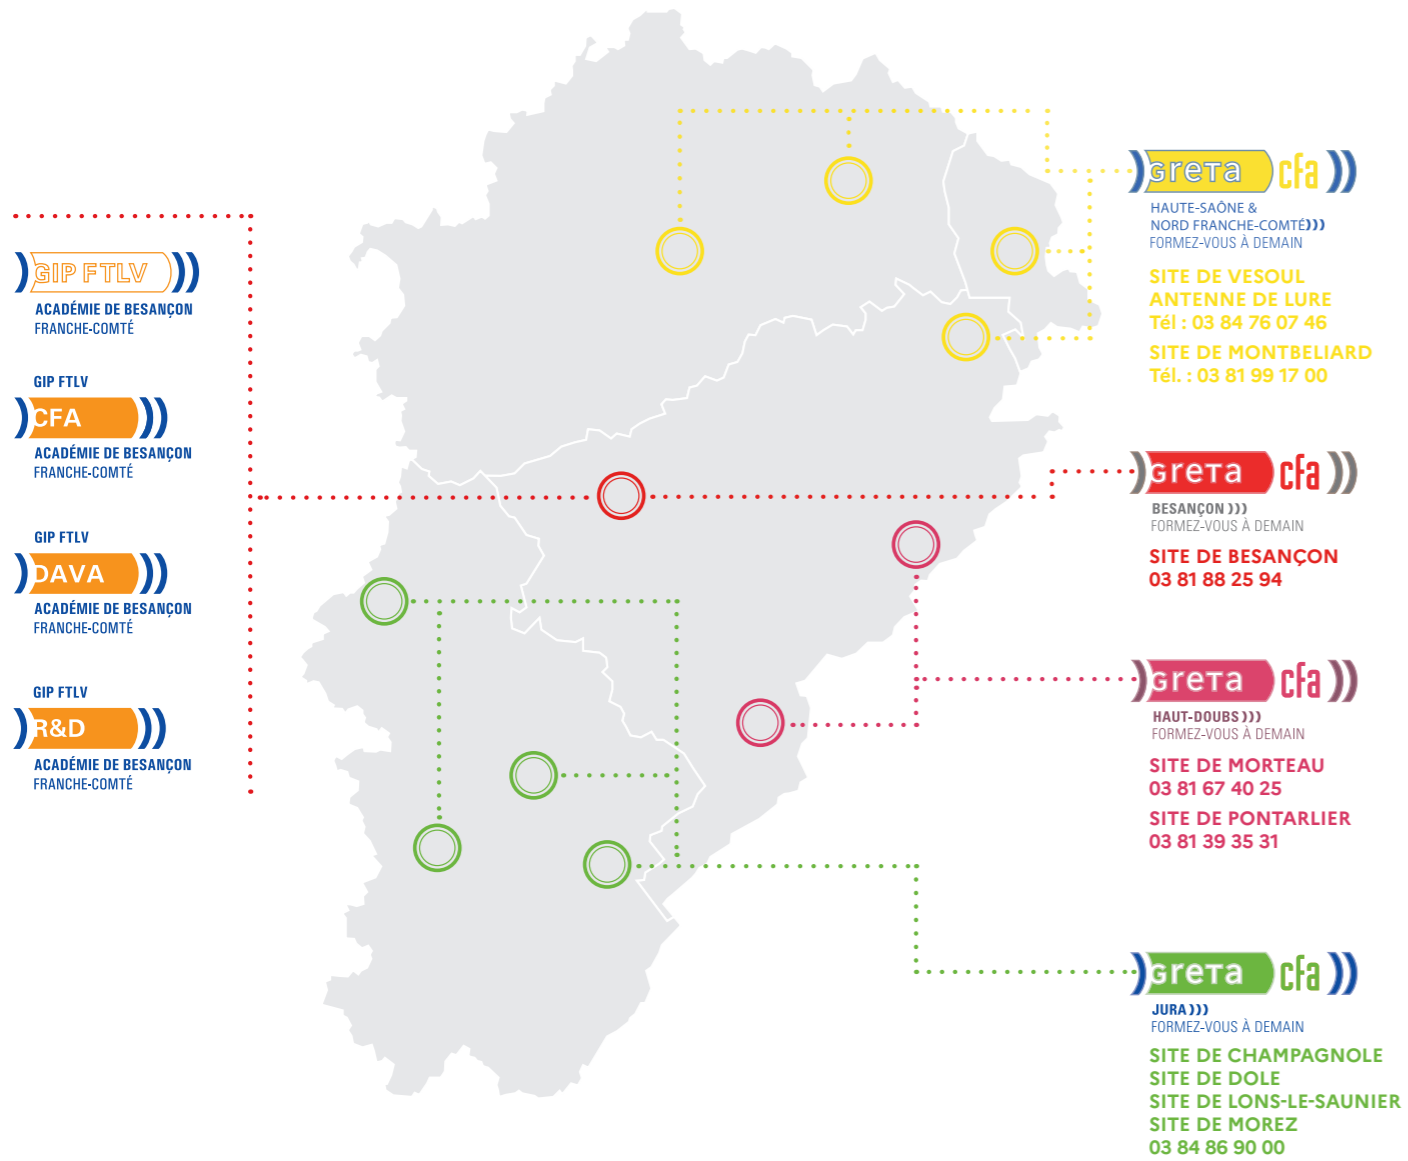 GIP FTLV
ACADÉMIE DE BESANÇON
FRANCHE-COMTÉ
GIP FTLV
CFA
ACADÉMIE DE BESANÇON
FRANCHE-COMTÉ
GIP FTLV
DAVA
ACADÉMIE DE BESANÇON
FRANCHE-COMTÉ
GIP FTLV
R&D
ACADÉMIE DE BESANÇON
FRANCHE-COMTÉ
GRETA cfa
HAUTE-SAÔNE &
NORD FRANCHE-COMTÉ)))
FORMEZ-VOUS À DEMAIN
SITE DE VESOUL
ANTENNE DE LURE
Tél : 03 84 76 07 46
SITE DE MONTBELIARD
Tél. : 03 81 99 17 00
GRETA cfa
BESANÇON )))
FORMEZ-VOUS À DEMAIN
SITE DE BESANÇON
03 81 88 25 94
GRETA cfa
HAUT-DOUBS )))
FORMEZ-VOUS À DEMAIN
SITE DE MORTEAU
03 81 67 40 25
SITE DE PONTARLIER
03 81 39 35 31
GRETA cfa
JURA )))
FORMEZ-VOUS À DEMAIN
SITE DE CHAMPAGNOLE
SITE DE DOLE
SITE DE LONS-LE-SAUNIER
SITE DE MOREZ
03 84 86 90 00